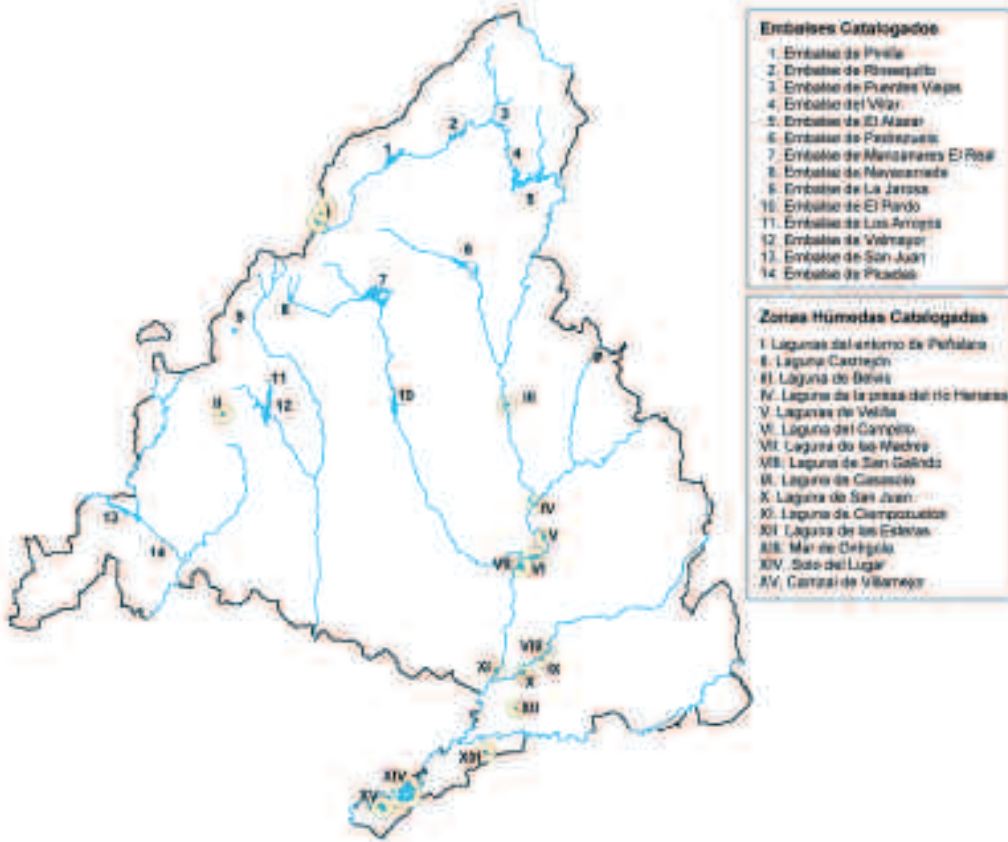 Embalses Catalogados
1. Embalse de Pinilla
2. Embalse de Riosequillo
3. Embalse de Puentes Viejas
4. Embalse del Villar
5. Embalse de El Atazar
6. Embalse de Pedrezuela
7. Embalse de Manzanares El Real
8. Embalse de Navacerrada
9. Embalse de La Jarosa
10. Embalse de El Pardo
11. Embalse de Los Arroyos
12. Embalse de Valmayor
13. Embalse de San Juan
14. Embalse de Picadas
Zonas Húmedas Catalogadas
I. Lagunas del entorno de Peñalara
II. Laguna Castrejón
III. Laguna de Belvis
IV. Laguna de la presa del río Henares
V. Lagunas de Velilla
VI. Laguna del Campillo
VII. Laguna de las Madres
VIII. Laguna de San Galindo
IX. Laguna de Casasola
X. Laguna de San Juan
XI. Laguna de Ciempozuelos
XII. Laguna de las Esteras
XIII. Mar de Ontígola
XIV. Soto del Lugar
XV. Carrizal de Villamejor
3
2
1
4
5
I
6
7
8
9
11
II
12
10
III
IV
13
V
14
VII
VI
VIII
XI
IX
X
XII
XIII
XIV
XV